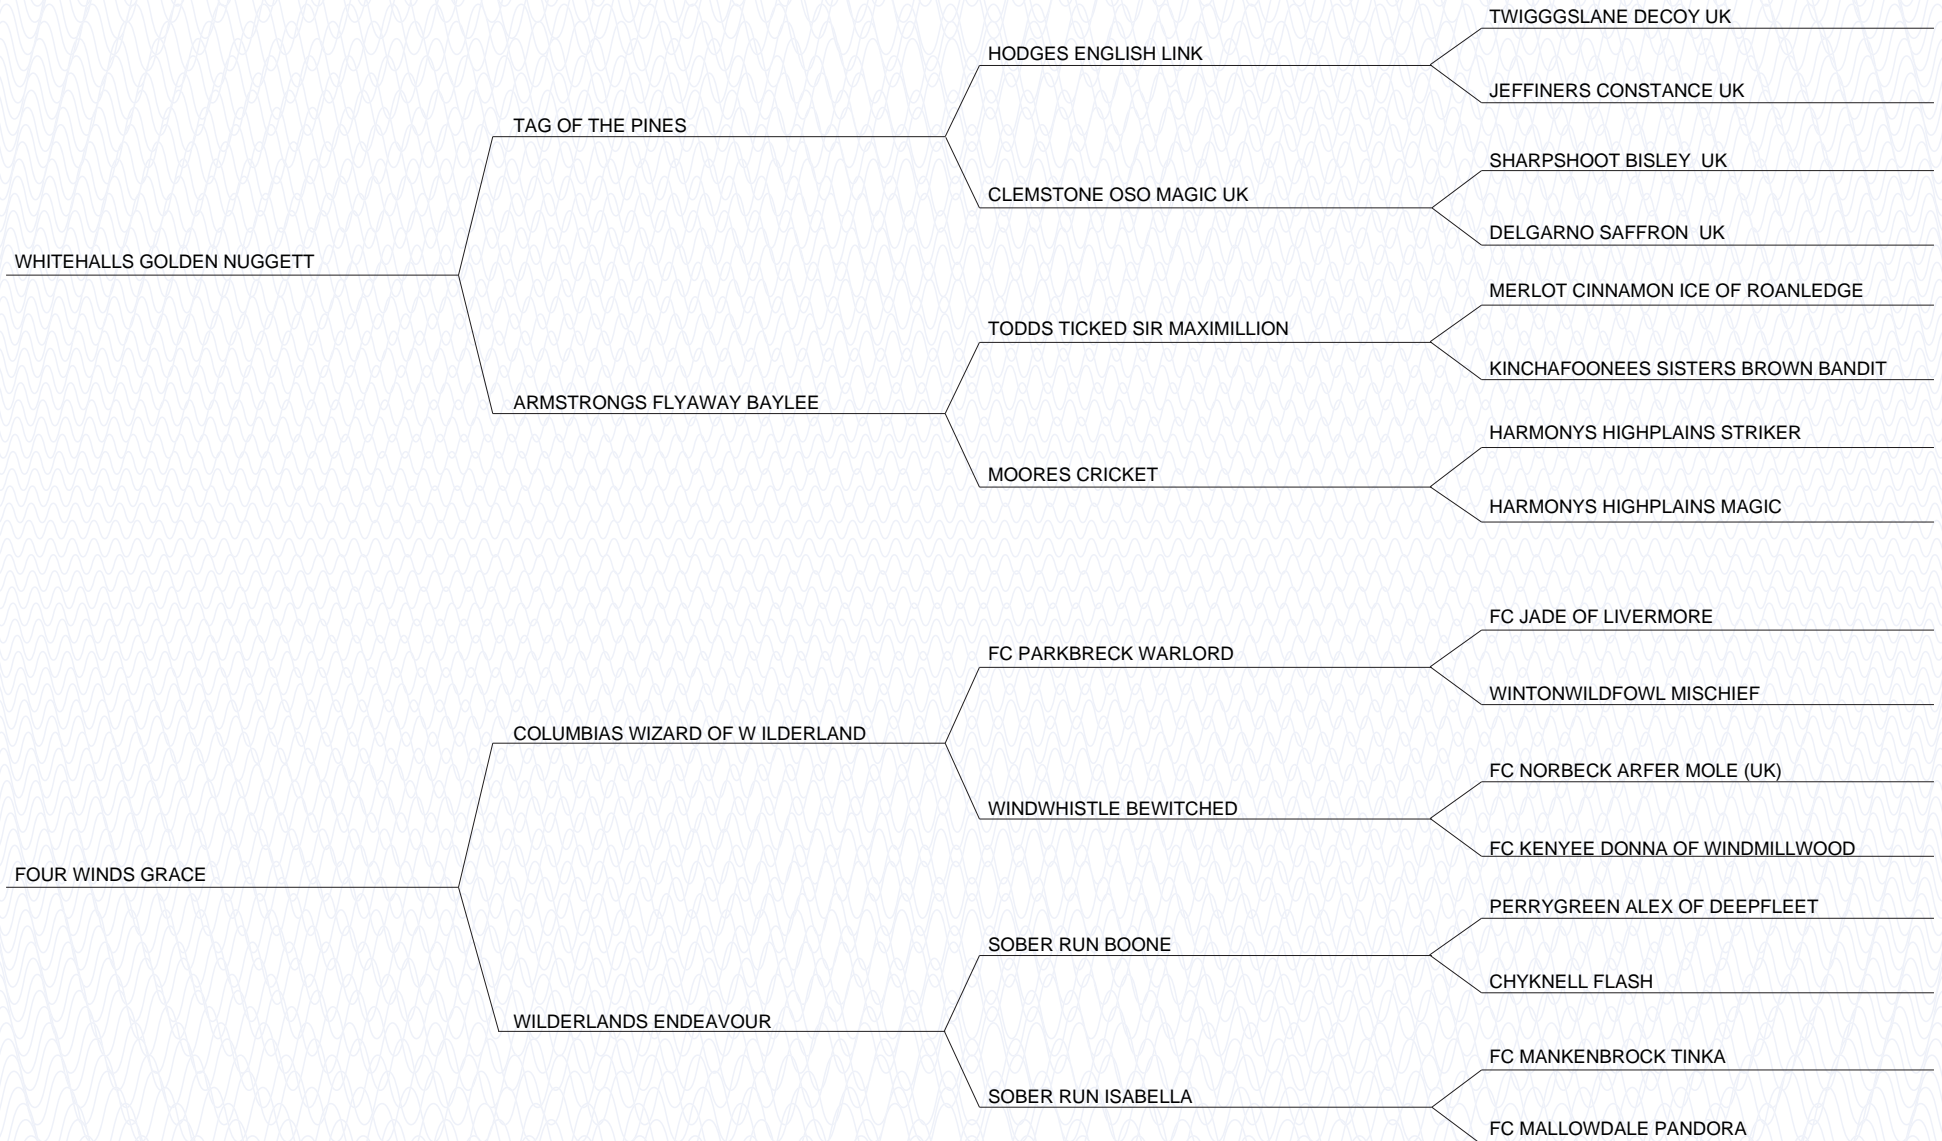 TWIGGGSLANE DECOY UK
HODGES ENGLISH LINK
JEFFINERS CONSTANCE UK
TAG OF THE PINES
SHARPSHOOT BISLEY  UK
CLEMSTONE OSO MAGIC UK
DELGARNO SAFFRON  UK
WHITEHALLS GOLDEN NUGGETT
MERLOT CINNAMON ICE OF ROANLEDGE
TODDS TICKED SIR MAXIMILLION
KINCHAFOONEES SISTERS BROWN BANDIT
ARMSTRONGS FLYAWAY BAYLEE
HARMONYS HIGHPLAINS STRIKER
MOORES CRICKET
HARMONYS HIGHPLAINS MAGIC
FC JADE OF LIVERMORE
FC PARKBRECK WARLORD
WINTONWILDFOWL MISCHIEF
COLUMBIAS WIZARD OF W ILDERLAND
FC NORBECK ARFER MOLE (UK)
WINDWHISTLE BEWITCHED
FC KENYEE DONNA OF WINDMILLWOOD
FOUR WINDS GRACE
PERRYGREEN ALEX OF DEEPFLEET
SOBER RUN BOONE
CHYKNELL FLASH
WILDERLANDS ENDEAVOUR
FC MANKENBROCK TINKA
SOBER RUN ISABELLA
FC MALLOWDALE PANDORA